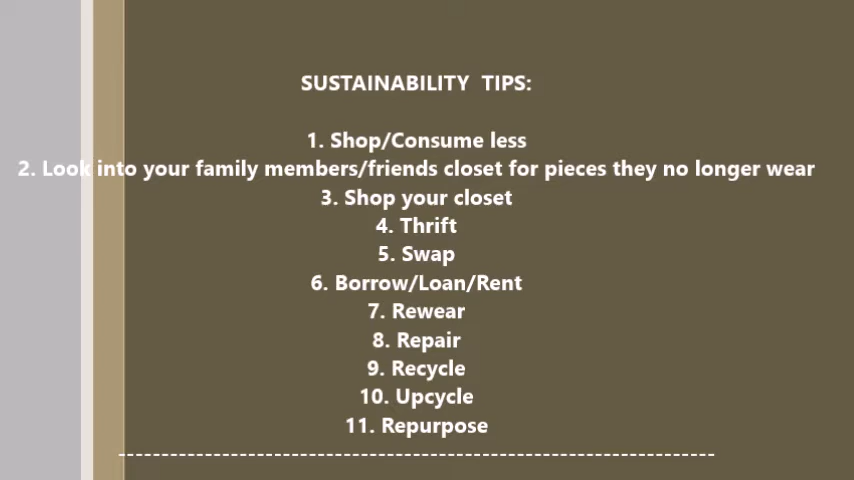 SUSTAINABILITY TIPS:
1. Shop/Consume less
2. Look into your family members/friends closet for pieces they no longer wear
3. Shop your closet
4. Thrift
5. Swap
6. Borrow/Loan/Rent
7. Rewear
8. Repair
9. Recycle
10. Upcycle
11. Repurpose
----------------------------------------------------------------------